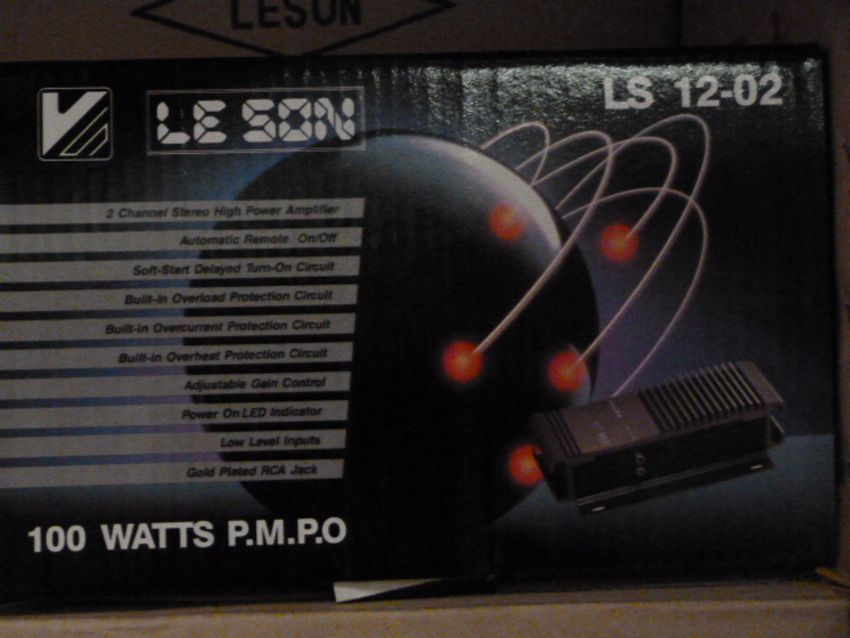 LESON
LE SON
LS 12-02
2 Channel Stereo High Power Amplifier
Automatic Remote On/Off
Soft-Start Delayed Turn-On Circuit
Built-in Overload Protection Circuit
Built-in Overcurrent Protection Circuit
Built-in Overheat Protection Circuit
Adjustable Gain Control
Power On LED Indicator
Low Level Inputs
Gold Plated RCA Jack
100 WATTS P.M.P.O